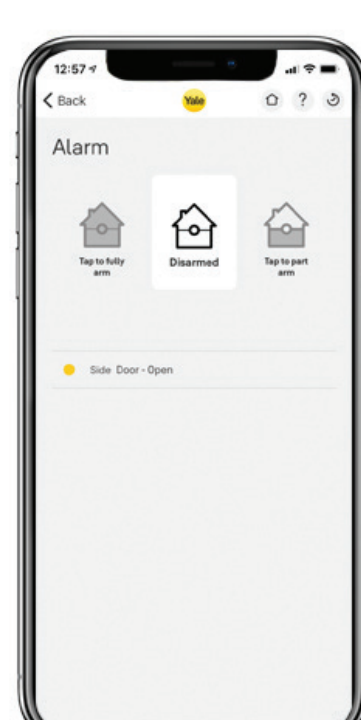 12:57
Back
Yale
?
Alarm
Tap to fully
arm
Disarmed
Tap to part
arm
Side Door - Open